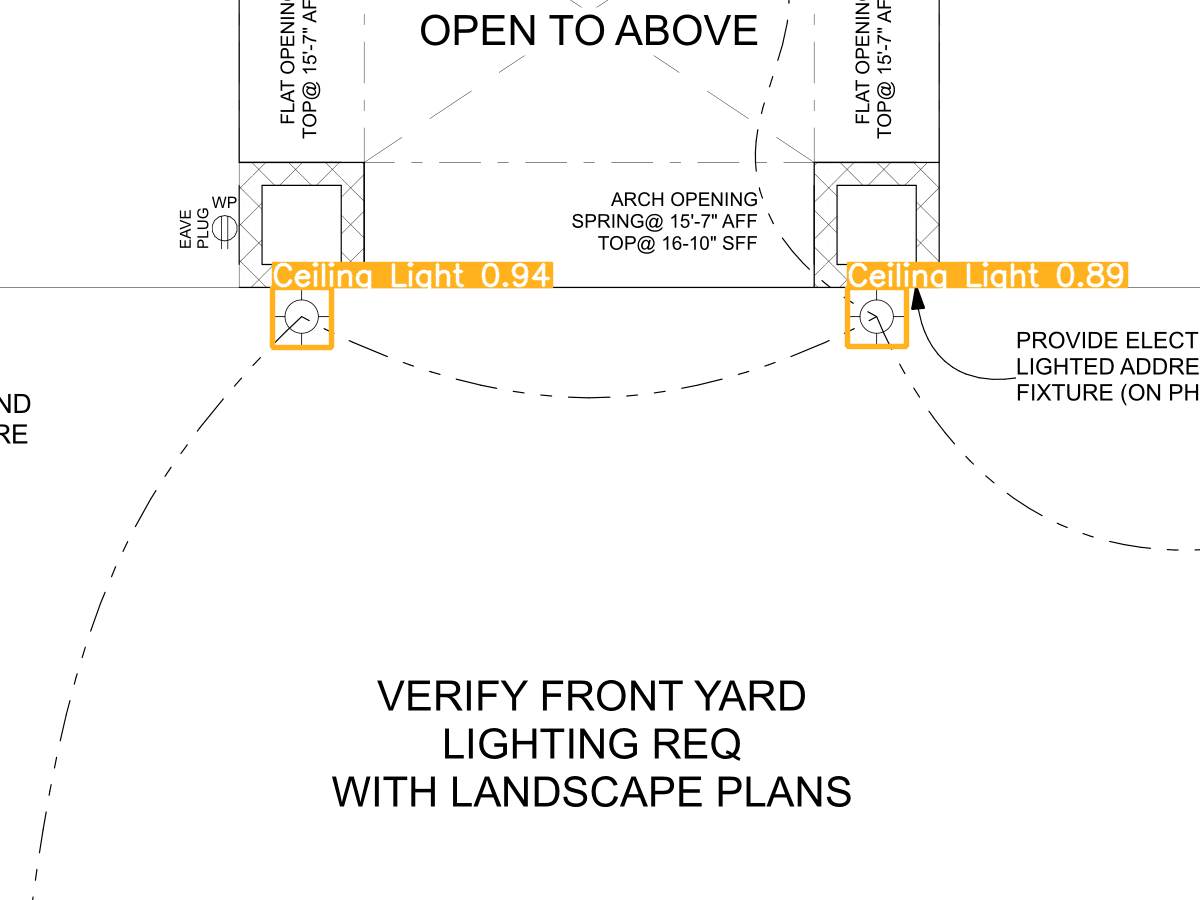 OPEN TO ABOVE
FLAT OPENING
TOP@ 15'-7" AF
FLAT OPENING
TOP@ 15'-7" AF
WP
EAVE
PLUG
ARCH OPENING
SPRING@ 15'-7" AFF
TOP@ 16-10" SFF
Ceiling Light 0.94
Ceiling Light 0.89
PROVIDE ELECT
LIGHTED ADDRE
FIXTURE (ON PH
ND
RE
VERIFY FRONT YARD
LIGHTING REQ
WITH LANDSCAPE PLANS